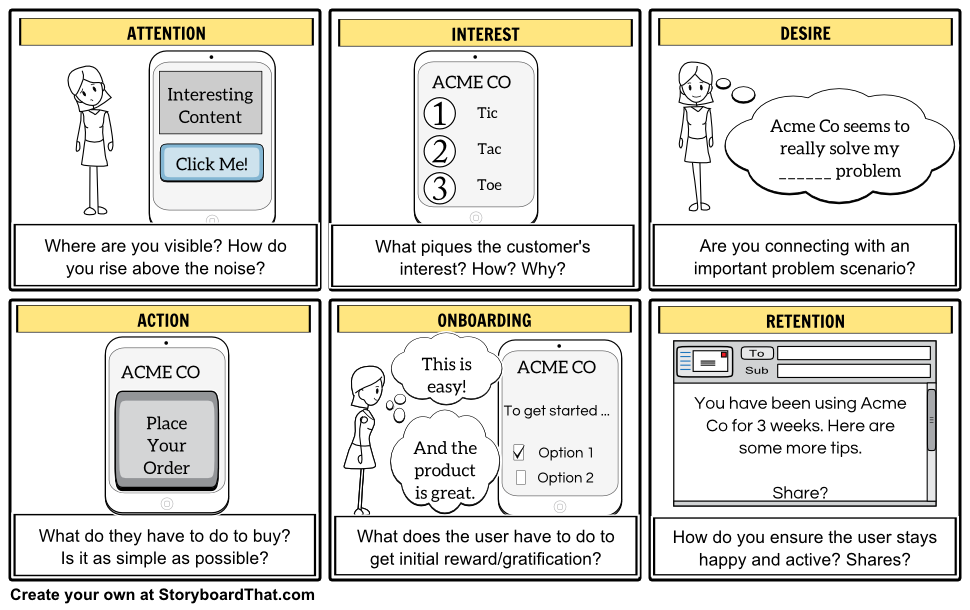 ATTENTION
Interesting
Content
Click Me!
Where are you visible? How do
you rise above the noise?
INTEREST
ACME CO
1 Tic
2 Tac
3 Toe
What piques the customer's
interest? How? Why?
DESIRE
Acme Co seems to
really solve my
______ problem
Are you connecting with an
important problem scenario?
ACTION
ACME CO
Place
Your
Order
What do they have to do to buy?
Is it as simple as possible?
ONBOARDING
This is
easy!
And the
product
is great.
ACME CO
To get started ...
Option 1
Option 2
What does the user have to do to
get initial reward/gratification?
RETENTION
To
Sub
You have been using Acme
Co for 3 weeks. Here are
some more tips.
Share?
How do you ensure the user stays
happy and active? Shares?
Create your own at StoryboardThat.com